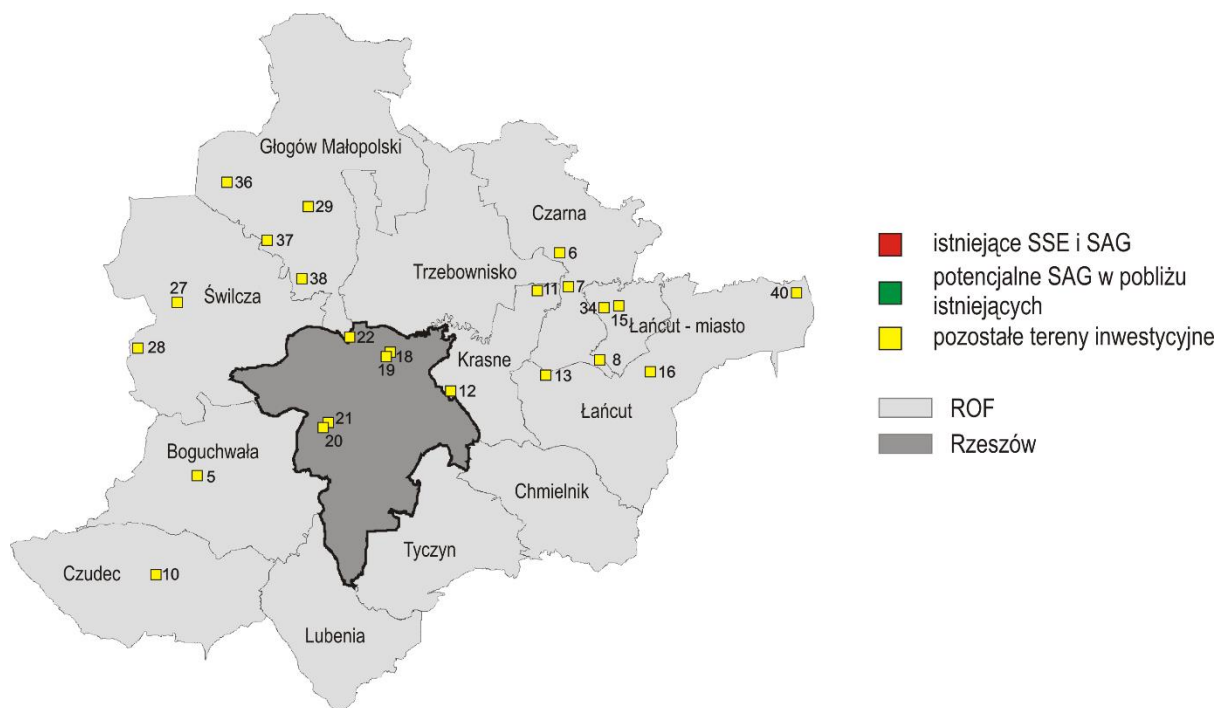 Głogów Małopolski
36
29
Czarna
37
6
istniejące SSE i SAG
38
Trzebownisko
potencjalne SAG w pobliżu
istniejących
27
Świlcza
11
7
40
34
15
Łańcut - miasto
pozostałe tereny inwestycyjne
28
22
18
19
Krasne
8
13
16
12
Łańcut
ROF
21
20
Rzeszów
Boguchwała
5
Chmielnik
Tyczyn
Czudec
10
Lubenia